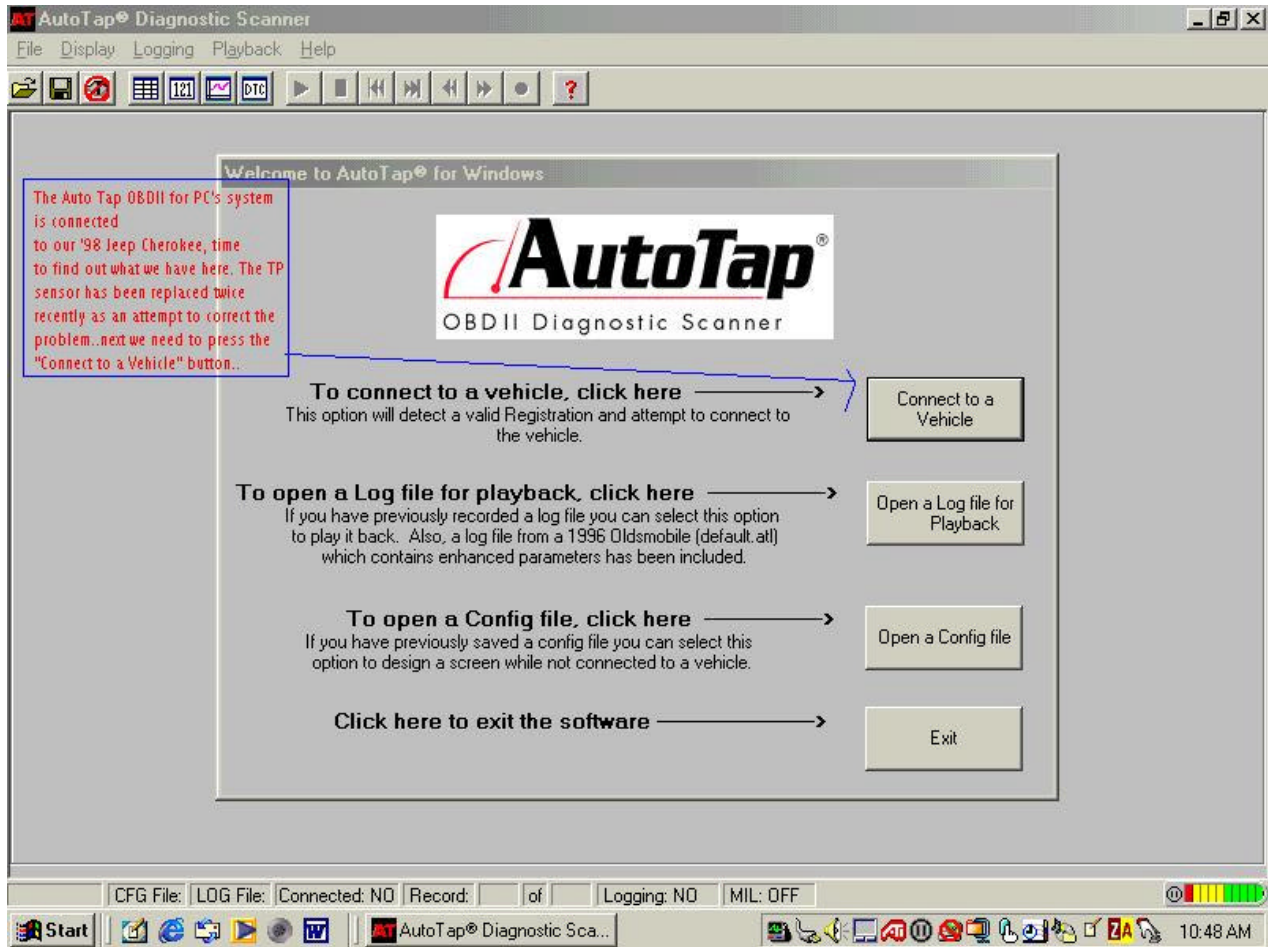 AT AutoTap® Diagnostic Scanner
File Display Logging Playback Help
121 DTC ?
Welcome to AutoTap® for Windows
The Auto Tap OBDII for PC's system
is connected
to our '98 Jeep Cherokee, time
to find out what we have here. The TP
sensor has been replaced twice
recently as an attempt to correct the
problem..next we need to press the
"Connect to a Vehicle" button..
AutoTap®
OBDII Diagnostic Scanner
To connect to a vehicle, click here
This option will detect a valid Registration and attempt to connect to
the vehicle.
Connect to a
Vehicle
To open a Log file for playback, click here
If you have previously recorded a log file you can select this option
to play it back. Also, a log file from a 1996 Oldsmobile (default.atl)
which contains enhanced parameters has been included.
Open a Log file for
Playback
To open a Config file, click here
If you have previously saved a config file you can select this
option to design a screen while not connected to a vehicle.
Open a Config file
Click here to exit the software
Exit
CFG File: LOG File: Connected: NO Record: of Logging: NO MIL: OFF
Start W AT AutoTap® Diagnostic Sca... ZA 10:48 AM